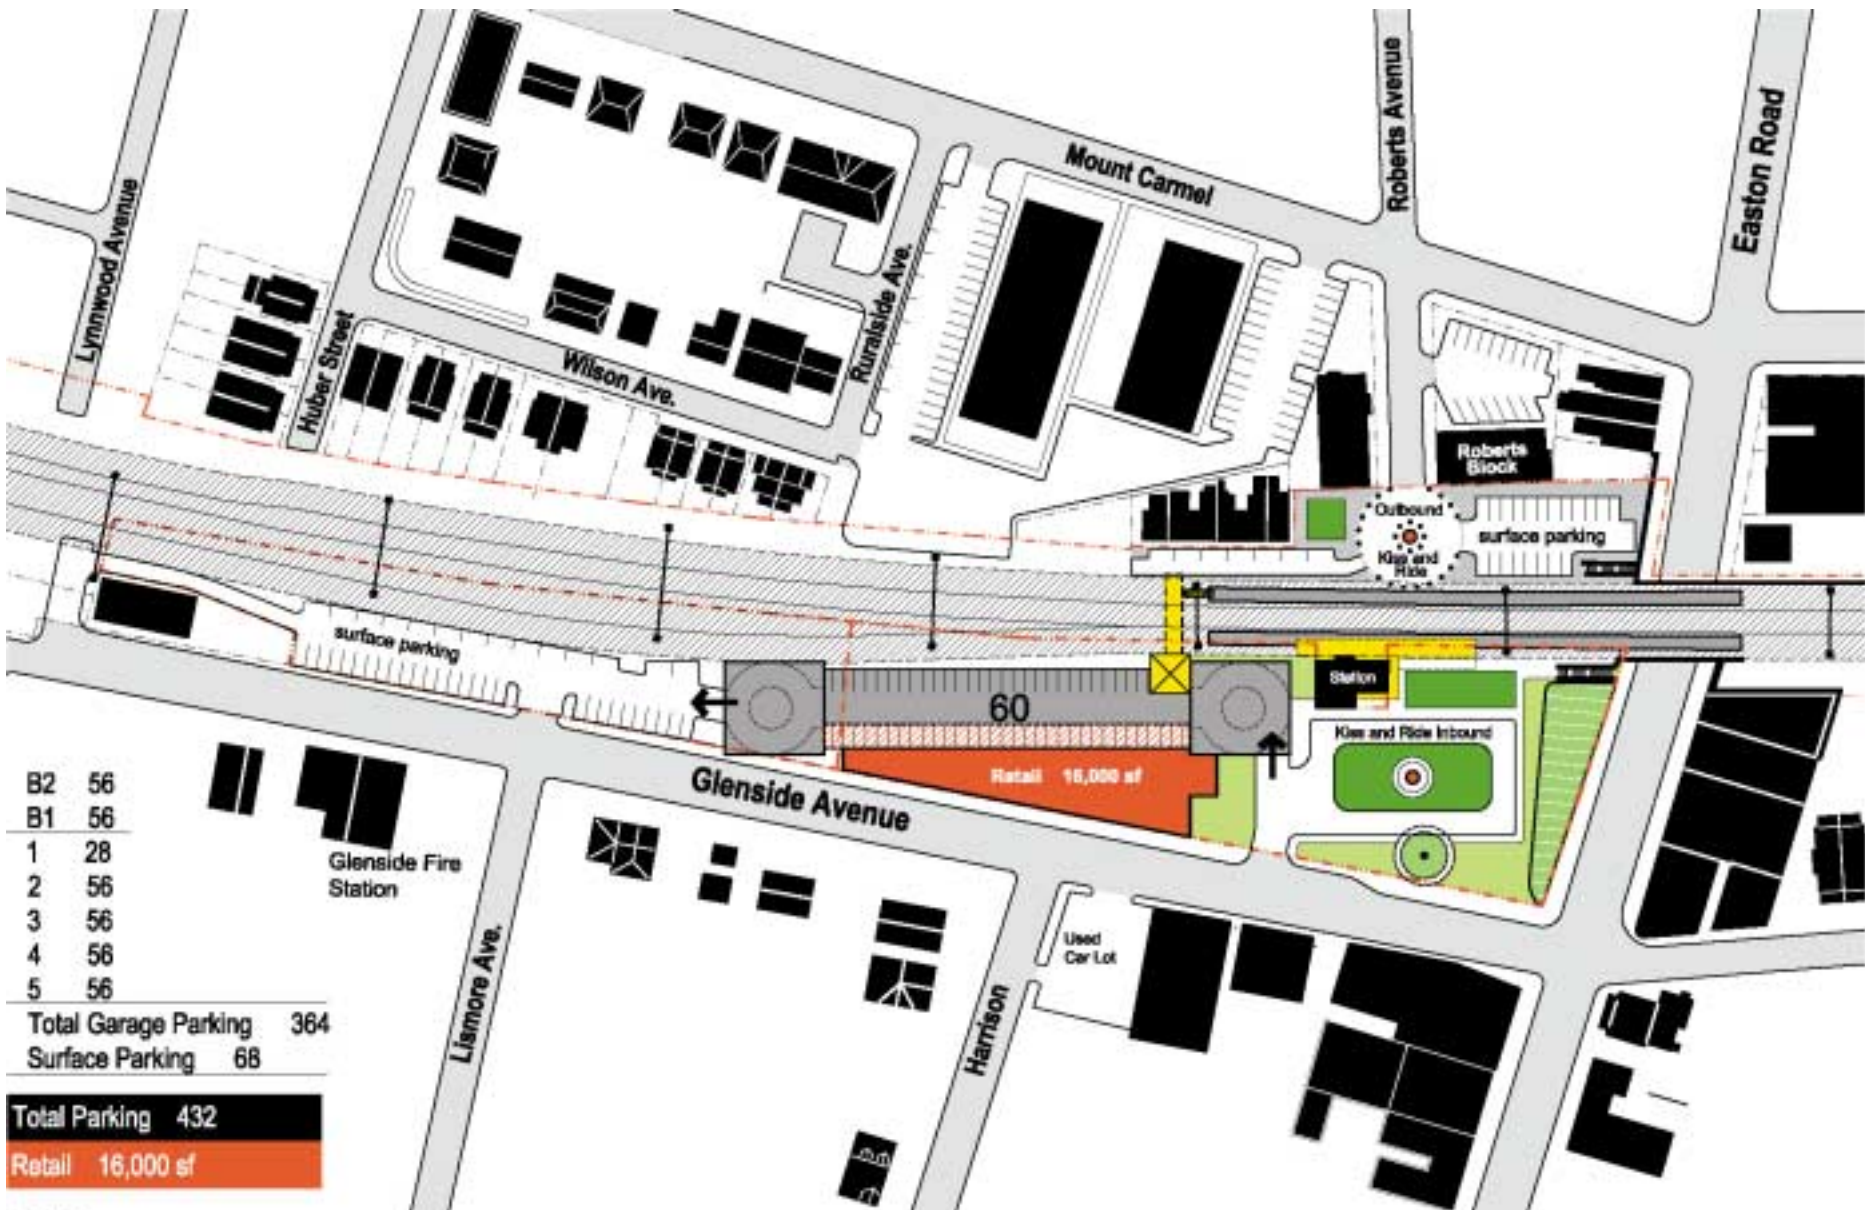 Lynnwood Avenue
Huber Street
Wilson Ave.
Ruralside Ave.
Mount Carmel
Roberts Avenue
Easton Road
Roberts
Block
Outbound
Kiss and
Ride
surface parking
surface parking
60
Station
Kiss and Ride Inbound
Retail 16,000 sf
Glenside Avenue
Glenside Fire
Station
Lismore Ave.
Harrison
Used
Car Lot
B2 56
B1 56
1 28
2 56
3 56
4 56
5 56
Total Garage Parking 364
Surface Parking 68
Total Parking 432
Retail 16,000 sf